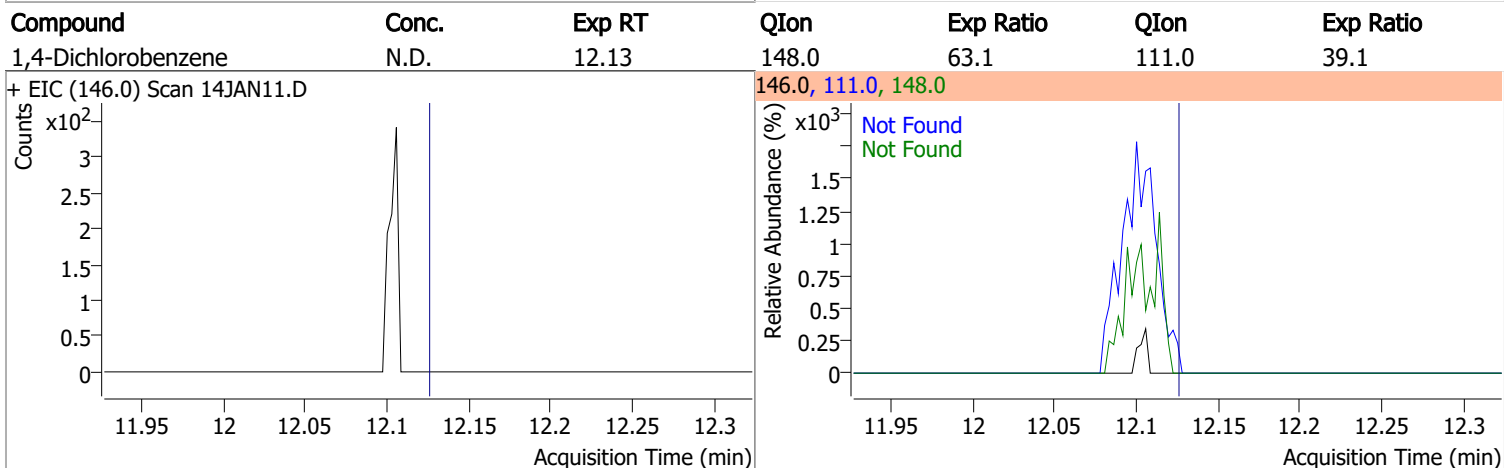 Compound Conc. Exp RT QIon Exp Ratio QIon Exp Ratio
1,4-Dichlorobenzene N.D. 12.13 148.0 63.1 111.0 39.1
+ EIC (146.0) Scan 14JAN11.D
Counts
x10²
3
2.5
2
1.5
1
0.5
0
11.95 12 12.05 12.1 12.15 12.2 12.25 12.3
Acquisition Time (min)
146.0, 111.0, 148.0
Relative Abundance (%)
x10³
Not Found
Not Found
1.5
1.25
1
0.75
0.5
0.25
0
11.95 12 12.05 12.1 12.15 12.2 12.25 12.3
Acquisition Time (min)